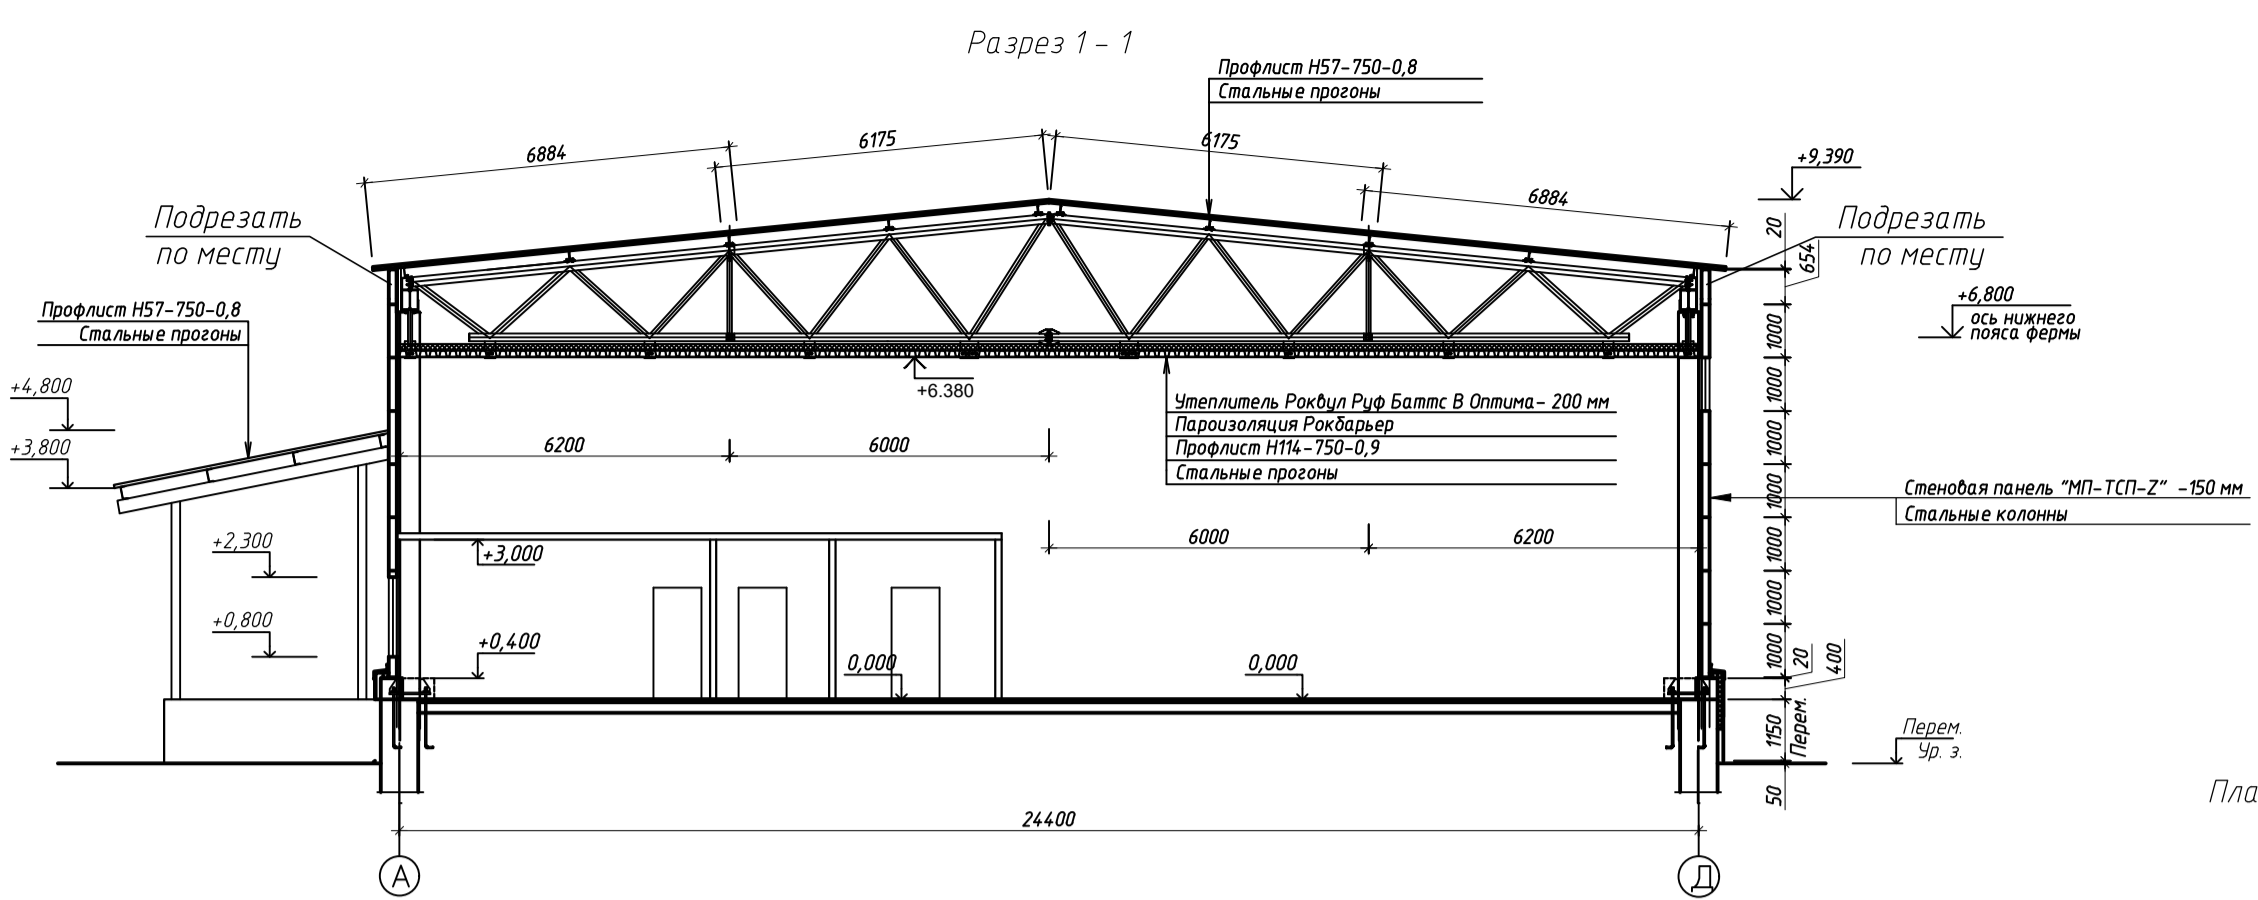 Разрез 1 - 1
Профлист Н57-750-0,8
Стальные прогоны
6884
6175
6175
6884
+9,390
Подрезать
по месту
Подрезать
по месту
20
654
Профлист Н57-750-0,8
Стальные прогоны
+6,800
ось нижнего
пояса фермы
1000
+4,800
+3,800
+6.380
1000
Утеплитель Роквул Руф Баттс В Оптима- 200 мм
Пароизоляция Рокбарьер
Профлист Н114-750-0,9
Стальные прогоны
6200
6000
1000
1000
Стеновая панель "МП-ТСП-Z" -150 мм
Стальные колонны
+2,300
+3,000
6000
6200
1000
1000
+0,800
+0,400
0,000
0,000
1000
20
400
1150
Перем.
Перем.
Ур. з.
50
Пла
24400
А
Д